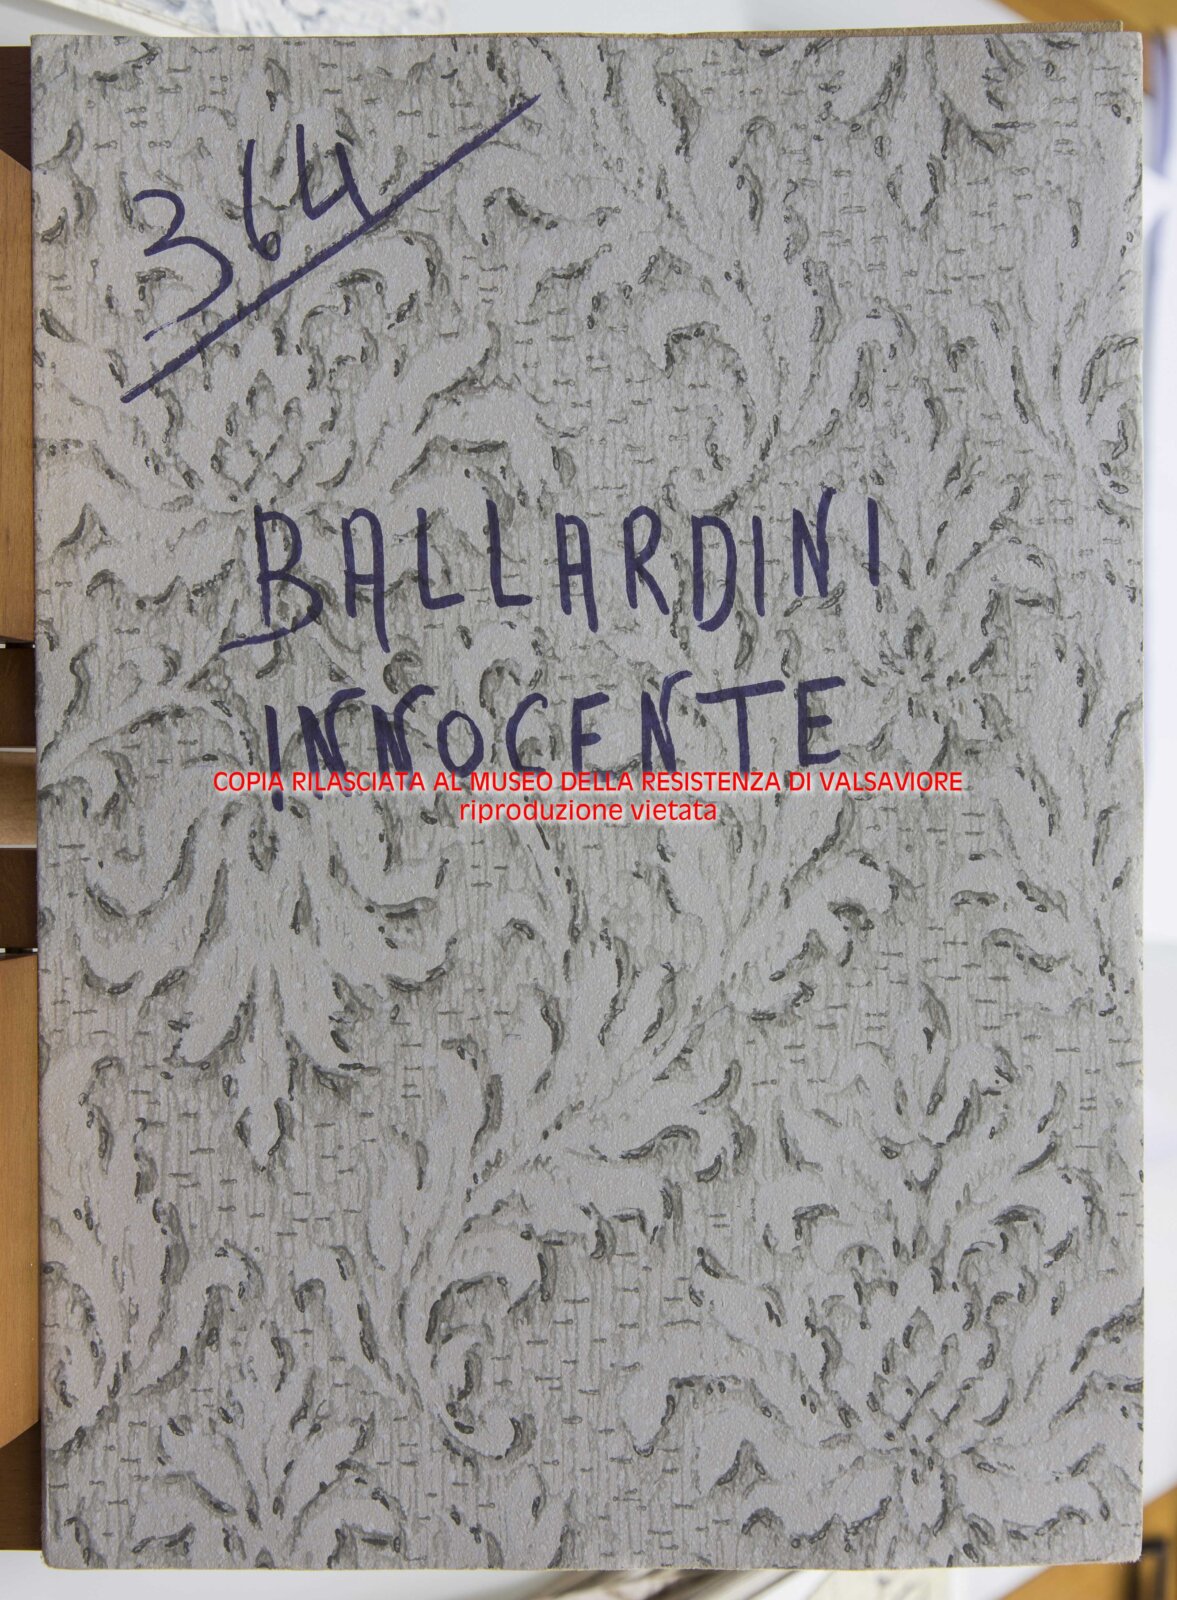 364
BALLARDINI
INNOCENTE
COPIA RILASCIATA AL MUSEO DELLA RESISTENZA DI VALSAVIORE
riproduzione vietata